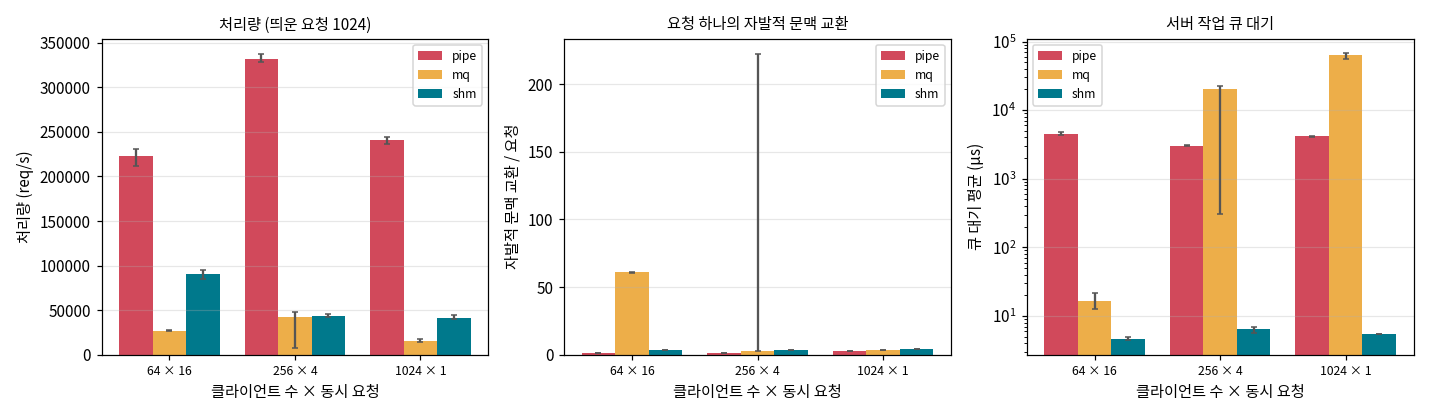 처리량 (띄운 요청 1024)
350000
300000
250000
200000
150000
100000
50000
0
처리량 (req/s)
pipe
mq
shm
64 × 16
256 × 4
1024 × 1
클라이언트 수 × 동시 요청
요청 하나의 자발적 문맥 교환
200
150
100
50
0
자발적 문맥 교환 / 요청
pipe
mq
shm
64 × 16
256 × 4
1024 × 1
클라이언트 수 × 동시 요청
서버 작업 큐 대기
10⁵
10⁴
10³
10²
10¹
큐 대기 평균 (µs)
pipe
mq
shm
64 × 16
256 × 4
1024 × 1
클라이언트 수 × 동시 요청